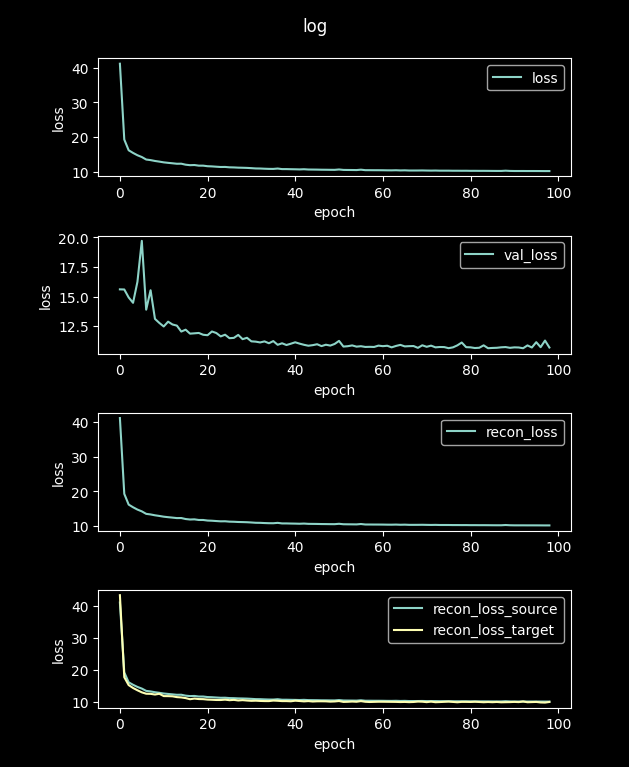 log
40
30
20
10
loss
loss
0 20 40 60 80 100
epoch
20.0
17.5
15.0
12.5
loss
val_loss
0 20 40 60 80 100
epoch
40
30
20
10
loss
recon_loss
0 20 40 60 80 100
epoch
40
30
20
10
loss
recon_loss_source
recon_loss_target
0 20 40 60 80 100
epoch